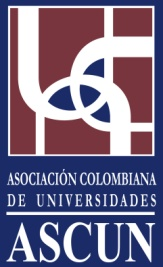 ASOCIACIÓN COLOMBIANA
DE UNIVERSIDADES
ASCUN